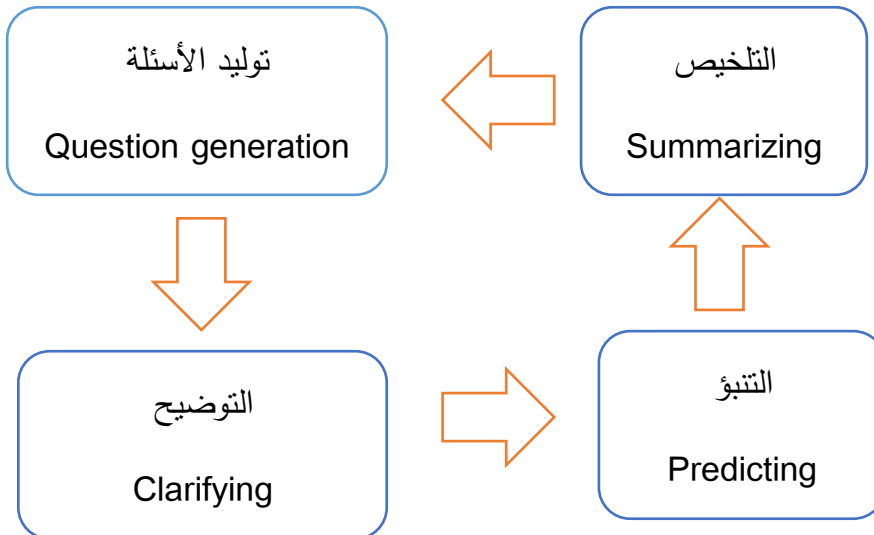 التلخيص
Summarizing
توليد الأسئلة
Question generation
التوضيح
Clarifying
التنبؤ
Predicting